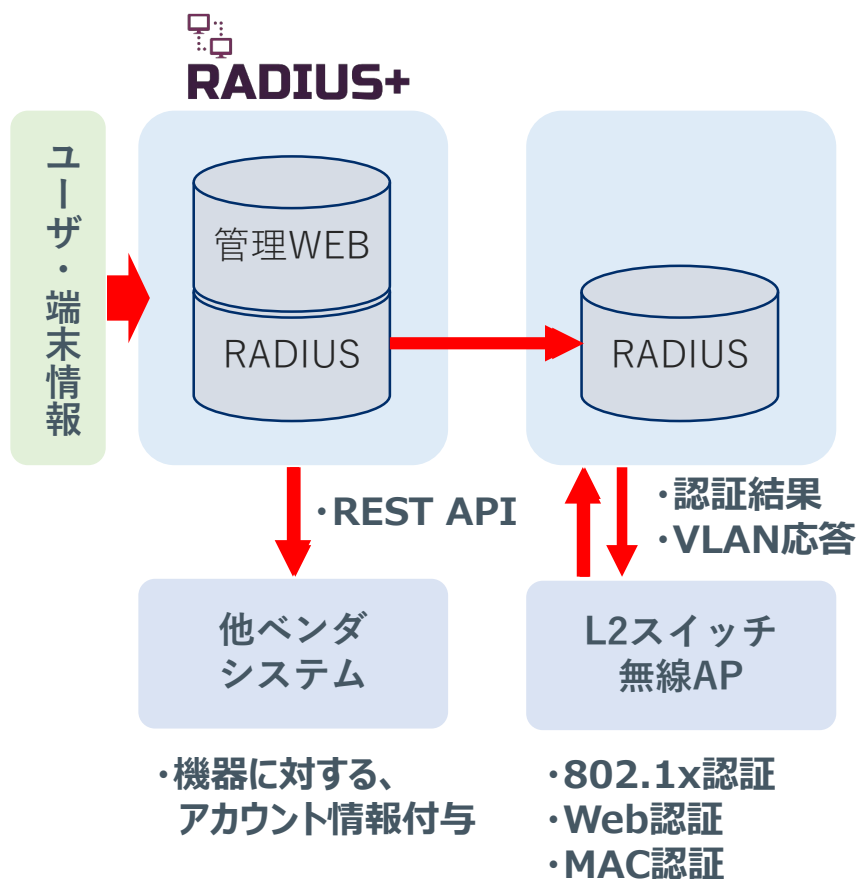 RADIUS+
ユーザ・端末情報
管理WEB
RADIUS
RADIUS
・REST API
・認証結果
・VLAN応答
他ベンダ
システム
L2スイッチ
無線AP
・機器に対する、
アカウント情報付与
・802.1x認証
・Web認証
・MAC認証